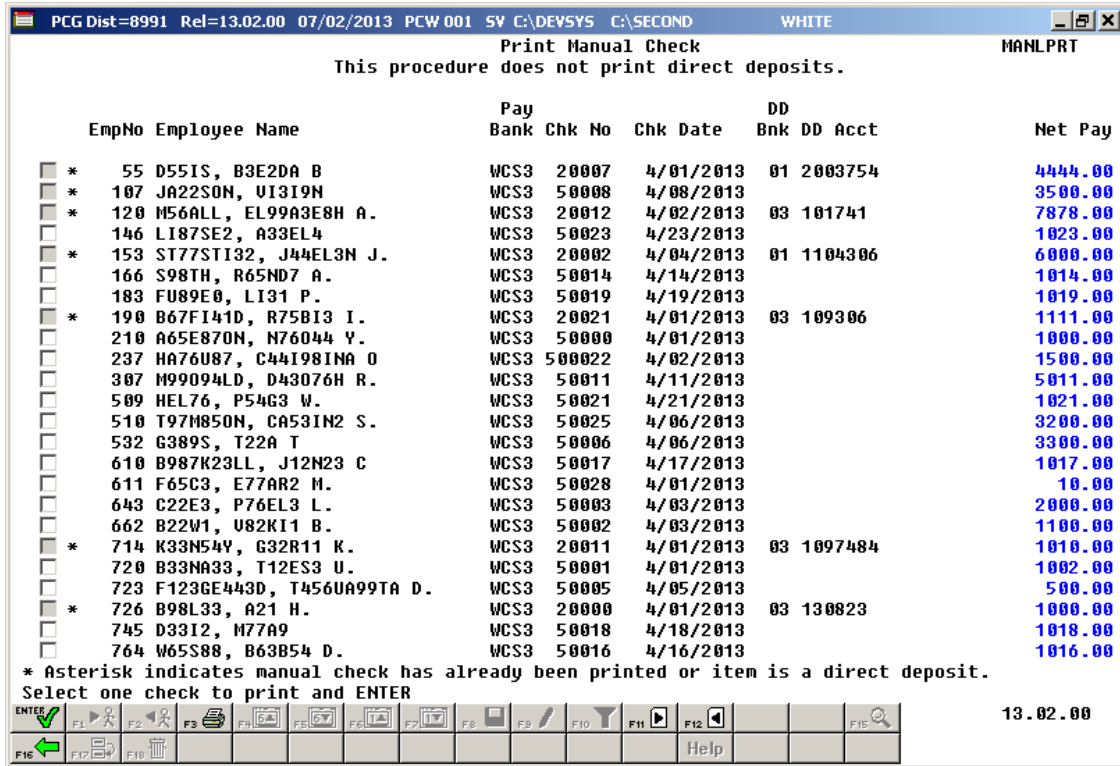 PCG Dist=8991 Rel=13.02.00 07/02/2013 PCW 001 SV C:\DEVSYS C:\SECOND WHITE
Print Manual Check MANLPRT
This procedure does not print direct deposits.
Pay DD
EmpNo Employee Name Bank Chk No Chk Date Bnk DD Acct Net Pay
* 55 D55IS, B3E2DA B WCS3 20007 4/01/2013 01 2003754 4444.00
* 107 JA22SON, VI3I9N WCS3 50008 4/08/2013 3500.00
* 120 M56ALL, EL99A3E8H A. WCS3 20012 4/02/2013 03 101741 7878.00
146 LI87SE2, A33EL4 WCS3 50023 4/23/2013 1023.00
* 153 ST77STI32, J44EL3N J. WCS3 20002 4/04/2013 01 1104306 6000.00
166 S98TH, R65ND7 A. WCS3 50014 4/14/2013 1014.00
183 FU89E0, LI31 P. WCS3 50019 4/19/2013 1019.00
* 190 B67FI41D, R75BI3 I. WCS3 20021 4/01/2013 03 109306 1111.00
210 A65E87ON, N76O44 Y. WCS3 50000 4/01/2013 1000.00
237 HA76U87, C44I98INA O WCS3 500022 4/02/2013 1500.00
307 M99O94LD, D43O76H R. WCS3 50011 4/11/2013 5011.00
509 HEL76, P54G3 W. WCS3 50021 4/21/2013 1021.00
510 T97M85ON, CA53IN2 S. WCS3 50025 4/06/2013 3200.00
532 G389S, T22A T WCS3 50006 4/06/2013 3300.00
610 B987K23LL, J12N23 C WCS3 50017 4/17/2013 1017.00
611 F65C3, E77AR2 M. WCS3 50028 4/01/2013 10.00
643 C22E3, P76EL3 L. WCS3 50003 4/03/2013 2000.00
662 B22W1, V82KI1 B. WCS3 50002 4/03/2013 1100.00
* 714 K33N54Y, G32R11 K. WCS3 20011 4/01/2013 03 1097484 1010.00
720 B33NA33, T12ES3 U. WCS3 50001 4/01/2013 1002.00
723 F123GE443D, T456UA99TA D. WCS3 50005 4/05/2013 500.00
* 726 B98L33, A21 H. WCS3 20000 4/01/2013 03 130823 1000.00
745 D33I2, M77A9 WCS3 50018 4/18/2013 1018.00
764 W65S88, B63B54 D. WCS3 50016 4/16/2013 1016.00
* Asterisk indicates manual check has already been printed or item is a direct deposit.
Select one check to print and ENTER
ENTER F1 F2 F3 F4 F5 F6 F7 F8 F9 F10 F11 F12 F15 13.02.00
F16 F17 F18 Help